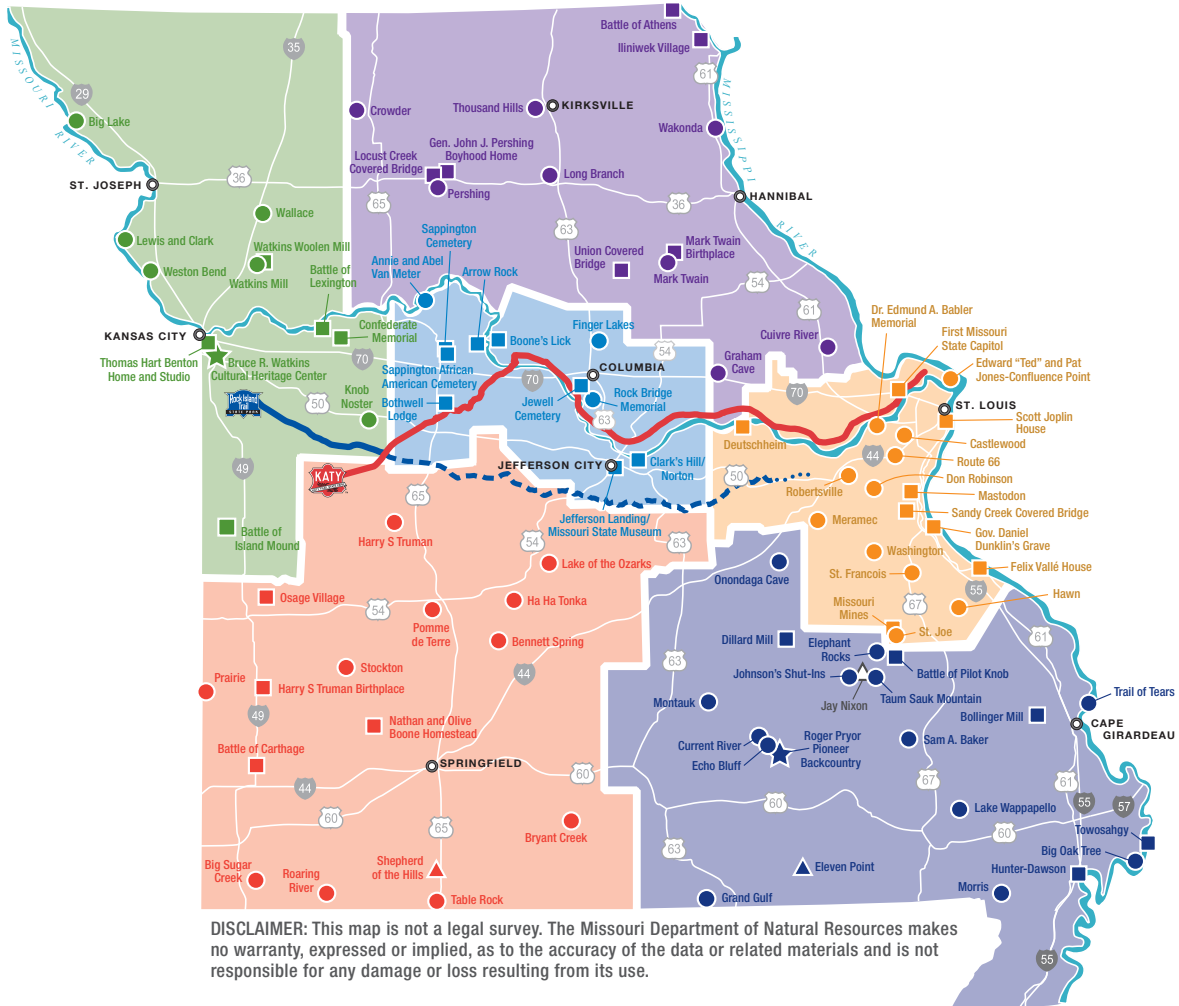 Battle of Athens
Iliniwek Village
MISSOURI
RIVER
35
61
29
MISSISSIPPI
RIVER
Big Lake
Crowder
Thousand Hills
KIRKSVILLE
Wakonda
Gen. John J. Pershing
Boyhood Home
Locust Creek
Covered Bridge
Pershing
Long Branch
ST. JOSEPH
36
65
36
HANNIBAL
Wallace
63
Sappington
Cemetery
Lewis and Clark
Watkins Woolen Mill
Watkins Mill
Weston Bend
Battle of
Lexington
Annie and Abel
Van Meter
Arrow Rock
Union Covered
Bridge
Mark Twain
Birthplace
Mark Twain
54
61
KANSAS CITY
Confederate
Memorial
Boone's Lick
Finger Lakes
Cuivre River
Dr. Edmund A. Babler
Memorial
First Missouri
State Capitol
Thomas Hart Benton
Home and Studio
Bruce R. Watkins
Cultural Heritage Center
70
Sappington African
American Cemetery
54
Graham
Cave
Edward “Ted” and Pat
Jones-Confluence Point
COLUMBIA
70
70
Rock Island
Trail
STATE PARK
50
Knob
Noster
Bothwell
Lodge
Jewell
Cemetery
Rock Bridge
Memorial
63
ST. LOUIS
Scott Joplin
House
Deutschheim
Castlewood
44
Route 66
49
KATY
JEFFERSON CITY
Clark's Hill/
Norton
50
Robertsville
Don Robinson
65
Mastodon
Sandy Creek Covered Bridge
Battle of
Island Mound
Harry S Truman
Jefferson Landing/
Missouri State Museum
Meramec
Gov. Daniel
Dunklin's Grave
54
63
Lake of the Ozarks
Onondaga Cave
Washington
St. Francois
Felix Vallé House
55
Osage Village
54
Pomme
de Terre
Ha Ha Tonka
Missouri
Mines
67
Hawn
St. Joe
61
Bennett Spring
Dillard Mill
Elephant
Rocks
Stockton
44
63
Johnson's Shut-Ins
Battle of Pilot Knob
Prairie
Harry S Truman Birthplace
Jay Nixon
Taum Sauk Mountain
Trail of Tears
Montauk
49
Nathan and Olive
Boone Homestead
Bollinger Mill
CAPE
GIRARDEAU
Battle of Carthage
Current River
Echo Bluff
Roger Pryor
Pioneer
Backcountry
Sam A. Baker
SPRINGFIELD
60
67
61
44
55
57
60
65
60
Lake Wappapello
60
Bryant Creek
Towosahgy
63
Big Oak Tree
Big Sugar
Creek
Roaring
River
Shepherd
of the Hills
Eleven Point
Hunter-Dawson
Table Rock
Grand Gulf
Morris
55
DISCLAIMER: This map is not a legal survey. The Missouri Department of Natural Resources makes
no warranty, expressed or implied, as to the accuracy of the data or related materials and is not
responsible for any damage or loss resulting from its use.